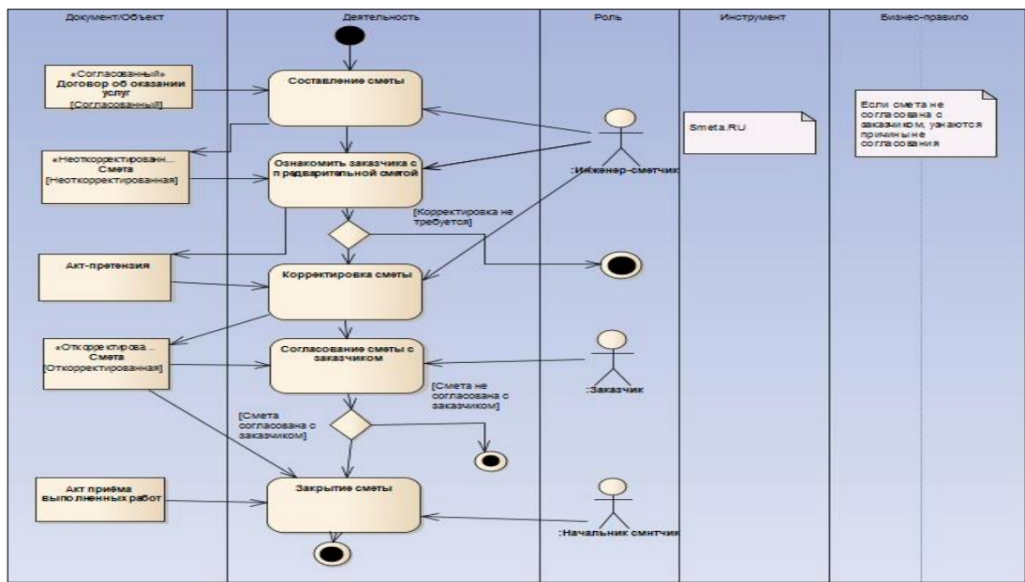 Документ/Объект
Деятельность
Роль
Инструмент
Бизнес-правило
«Согласованный»
Договор об оказании
услуг
[Согласованный]
Составление сметы
Smeta.RU
Если смета не
согласована с
заказчиком, узнаются
причины не
согласования
«Неоткорректированн...
Смета
[Неоткорректированная]
Ознакомить заказчика с
предварительной сметой
:Инженер-сметчик
[Корректировка не
требуется]
Акт-претензия
Корректировка сметы
«Откорректирова...
Смета
[Откорректированная]
Согласование сметы с
заказчиком
:Заказчик
[Смета
согласована с
заказчиком]
[Смета не
согласована с
заказчиком]
Акт приёма
выполненных работ
Закрытие сметы
:Начальник смнтчик